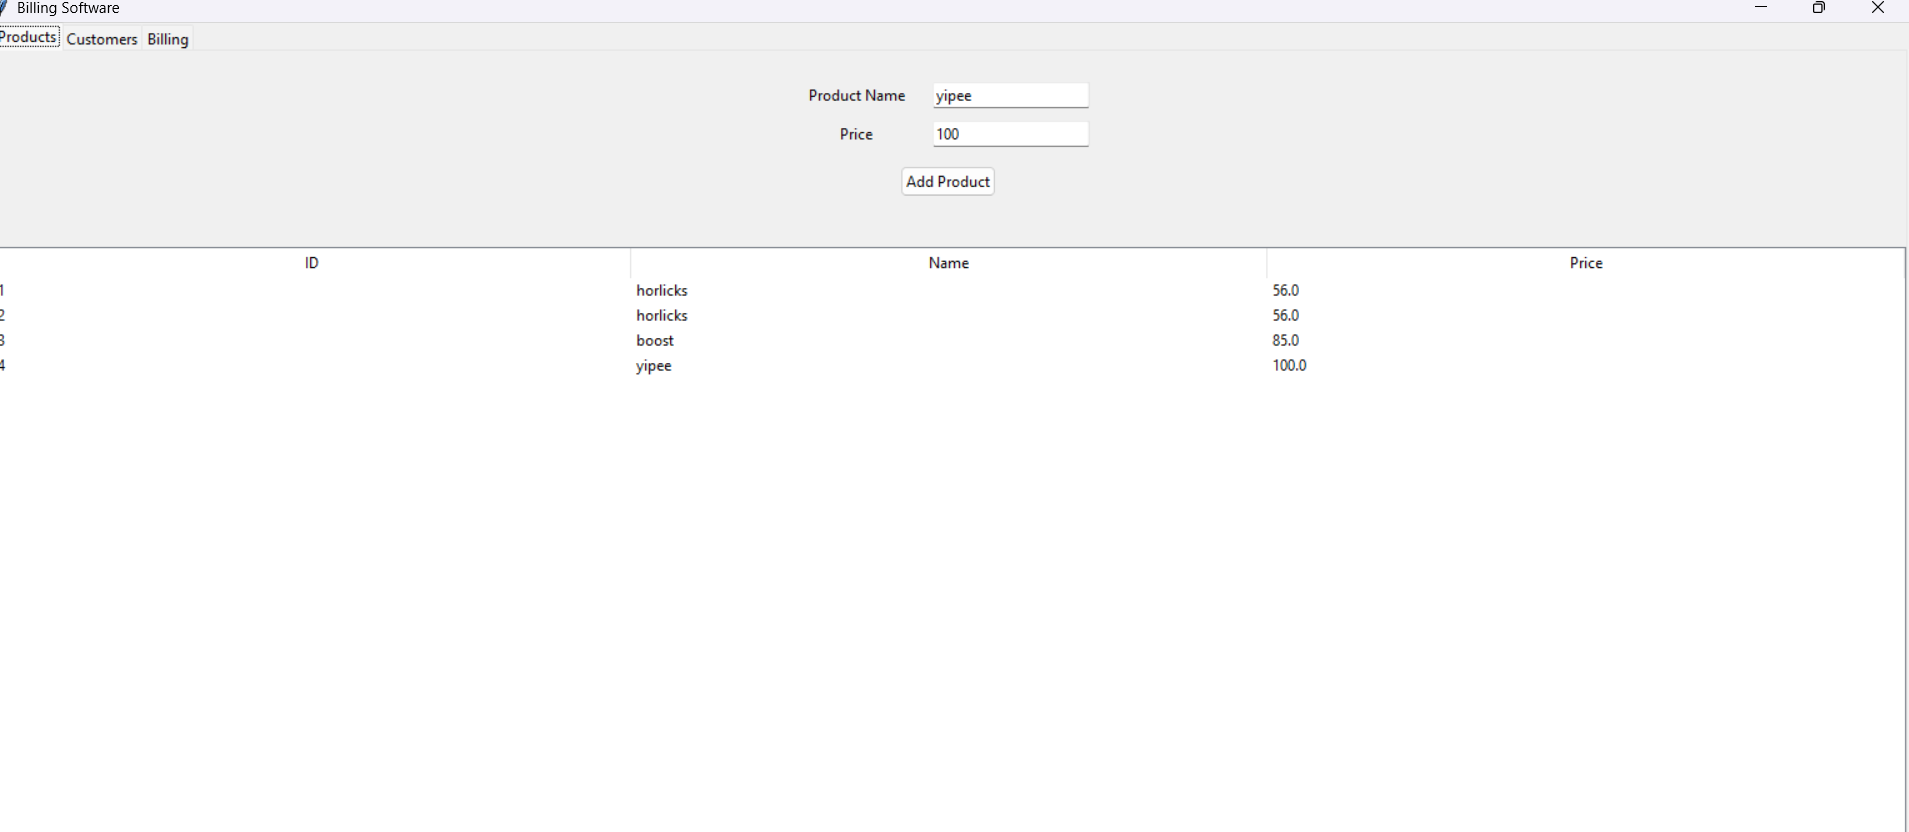 Billing Software
Products Customers Billing
Product Name yipee
Price 100
Add Product
ID Name Price
1 horlicks 56.0
2 horlicks 56.0
3 boost 85.0
4 yipee 100.0